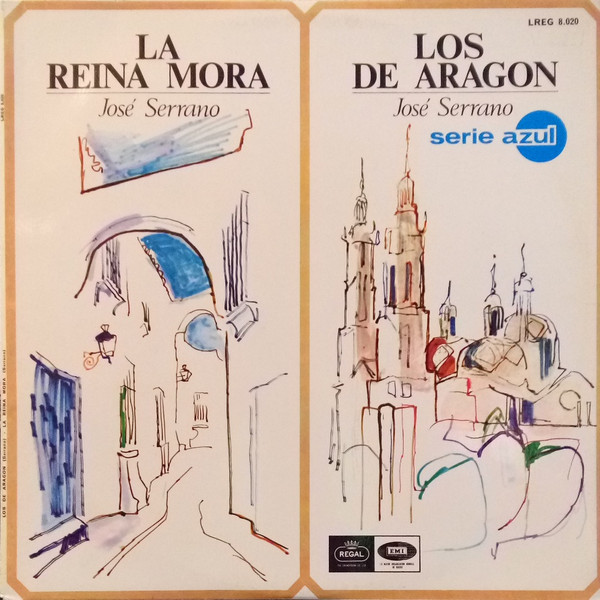 LREG 8.020
LA
REINA MORA
José Serrano
LOS
DE ARAGON
José Serrano
serie azul
REGAL
EMI
LOS DE ARAGON (Serrano) - LA REINA MORA (Serrano)